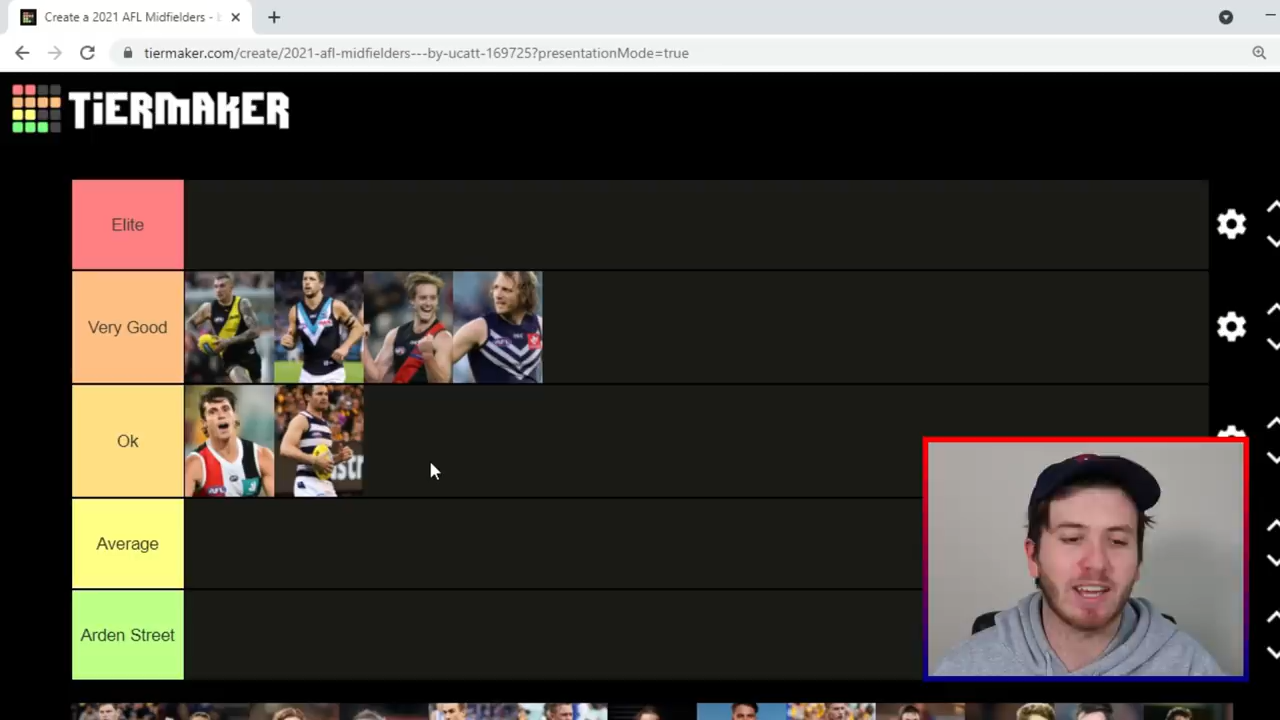 Create a 2021 AFL Midfielders -
tiermaker.com/create/2021-afl-midfielders---by-ucatt-169725?presentationMode=true
TiERMAKER
Elite
Very Good
Ok
Average
Arden Street